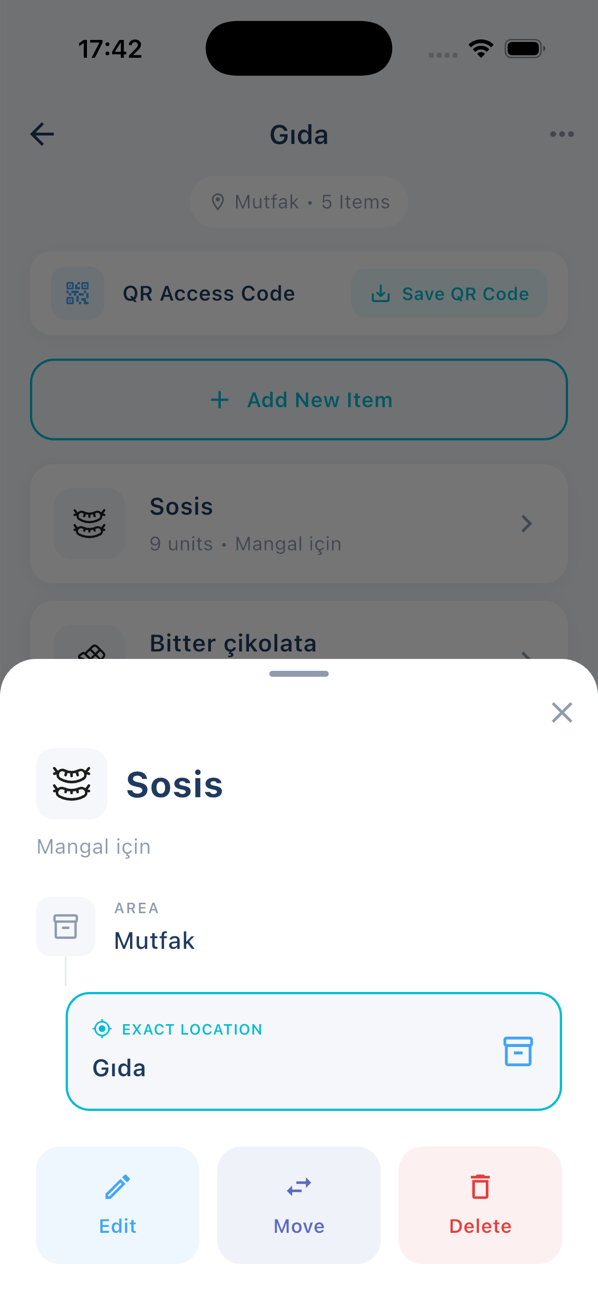 17:42
Gıda
Mutfak • 5 Items
QR Access Code
Save QR Code
+ Add New Item
Sosis
9 units • Mangal için
Bitter çikolata
Sosis
Mangal için
AREA
Mutfak
EXACT LOCATION
Gıda
Edit
Move
Delete